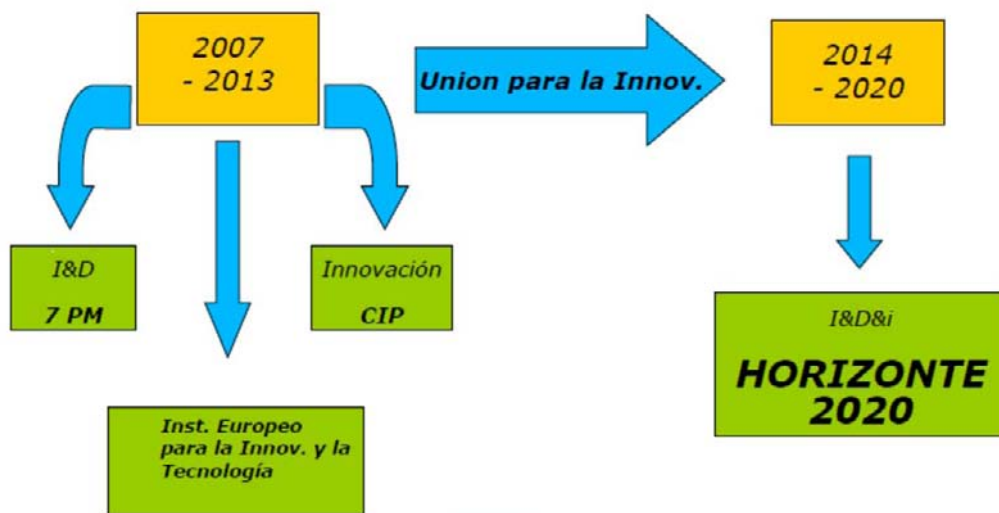 2007
- 2013
Union para la Innov.
2014
- 2020
I&D
7 PM
Innovación
CIP
I&D&i
HORIZONTE
2020
Inst. Europeo
para la Innov. y la
Tecnología